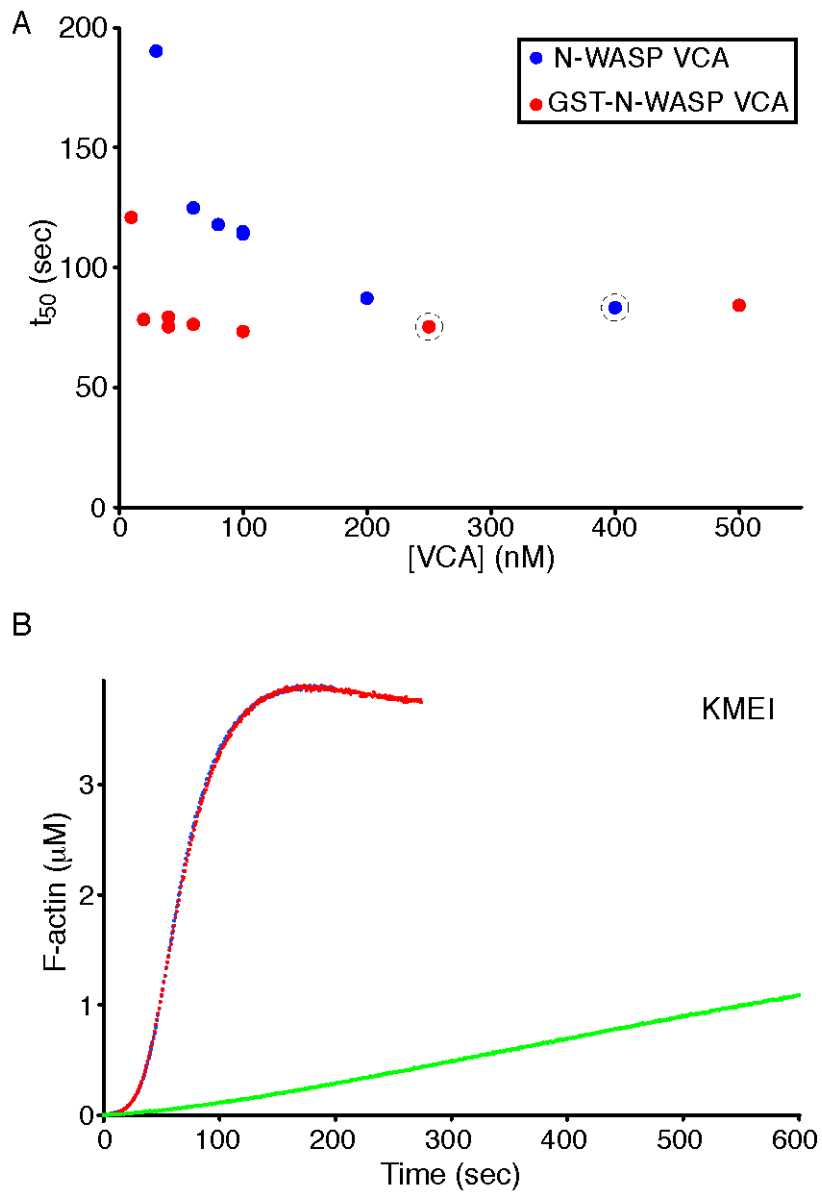 A
200
150
100
50
0
t50 (sec)
N-WASP VCA
GST-N-WASP VCA
0 100 200 300 400 500
[VCA] (nM)
B
KMEI
3
2
1
0
F-actin (μM)
0 100 200 300 400 500 600
Time (sec)